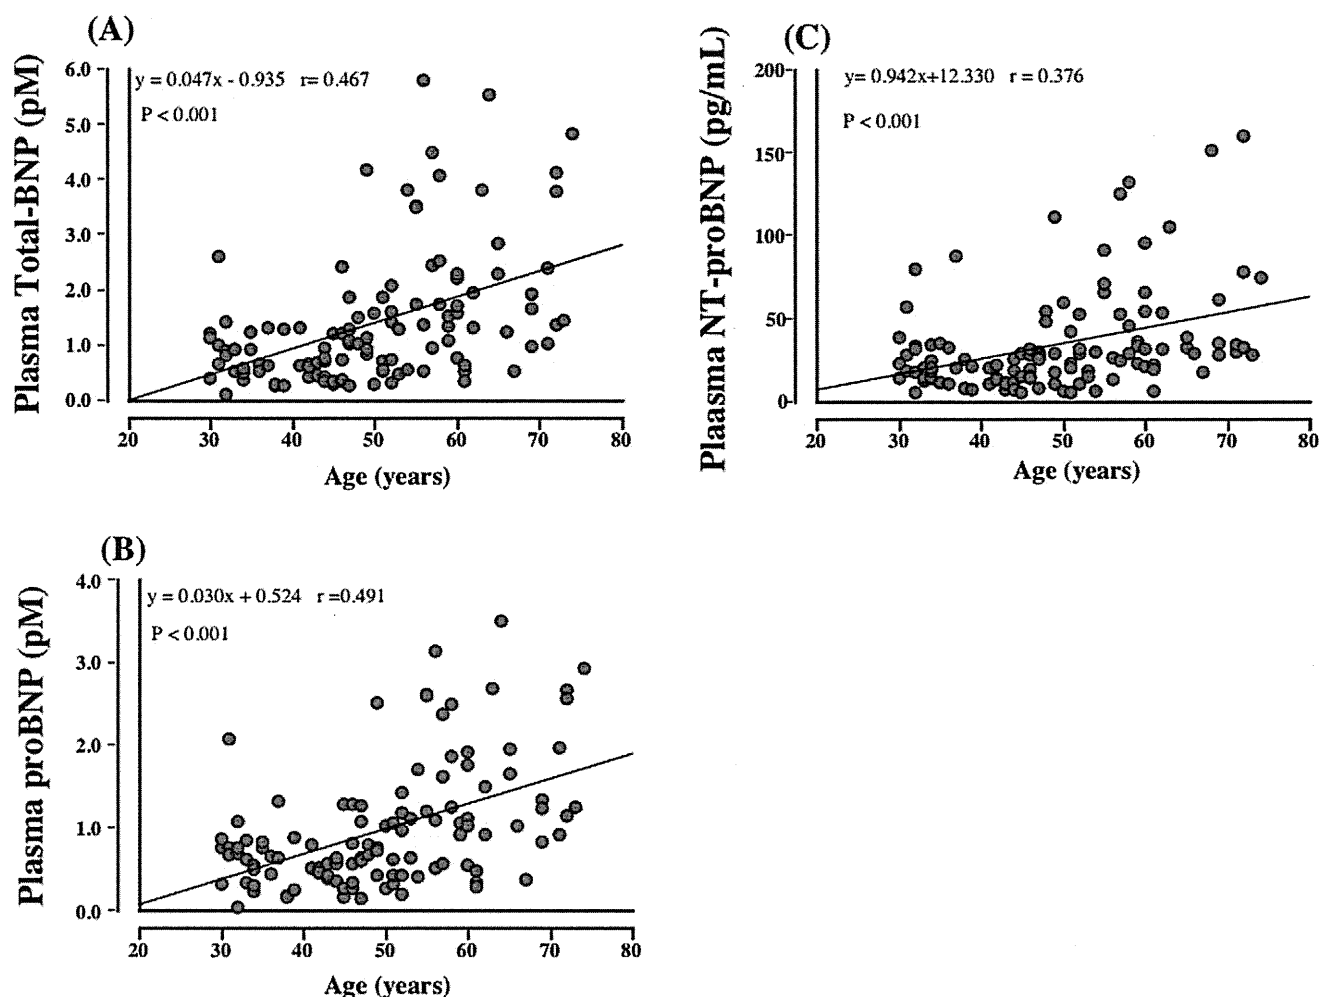 (A)
Plasma Total-BNP (pM)
y = 0.047x - 0.935 r= 0.467
P < 0.001
6.0
5.0
4.0
3.0
2.0
1.0
0.0
20 30 40 50 60 70 80
Age (years)
(C)
Plaasma NT-proBNP (pg/mL)
y= 0.942x+12.330 r = 0.376
P < 0.001
200
150
100
50
0
20 30 40 50 60 70 80
Age (years)
(B)
Plasma proBNP (pM)
y = 0.030x + 0.524 r =0.491
P < 0.001
4.0
3.0
2.0
1.0
0.0
20 30 40 50 60 70 80
Age (years)